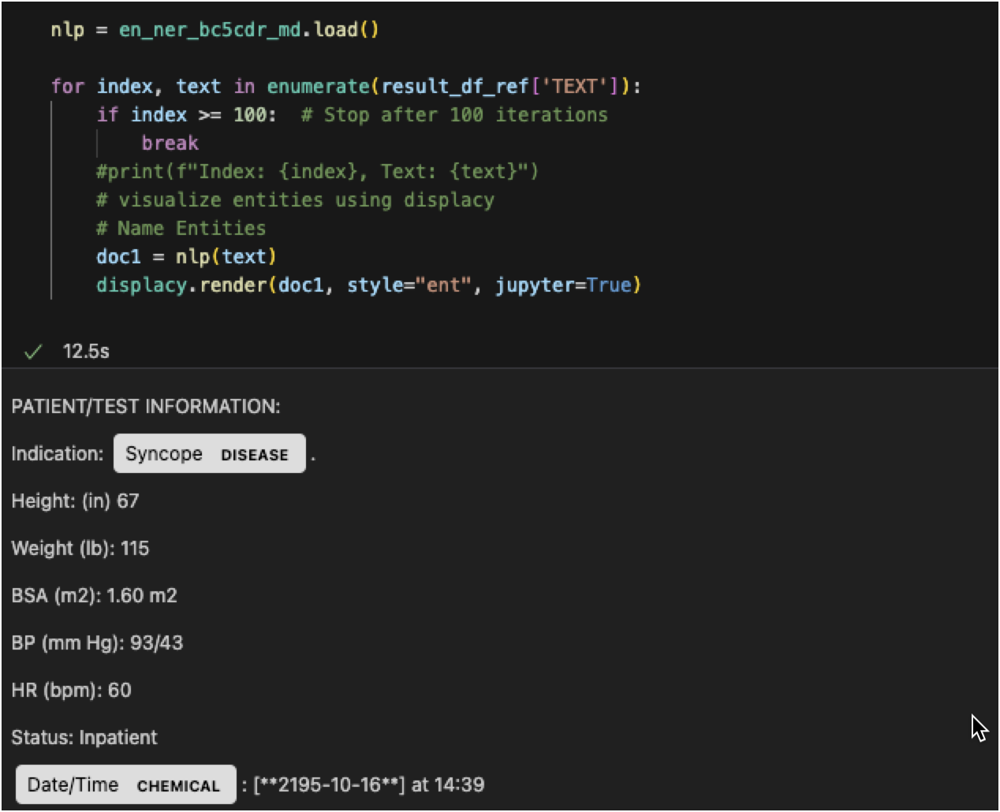 nlp = en_ner_bc5cdr_md.load()
for index, text in enumerate(result_df_ref['TEXT']):
    if index >= 100:  # Stop after 100 iterations
        break
    #print(f"Index: {index}, Text: {text}")
    # visualize entities using displacy
    # Name Entities
    doc1 = nlp(text)
    displacy.render(doc1, style="ent", jupyter=True)
✓ 12.5s
PATIENT/TEST INFORMATION:
Indication: Syncope DISEASE .
Height: (in) 67
Weight (lb): 115
BSA (m2): 1.60 m2
BP (mm Hg): 93/43
HR (bpm): 60
Status: Inpatient
Date/Time CHEMICAL : [**2195-10-16**] at 14:39